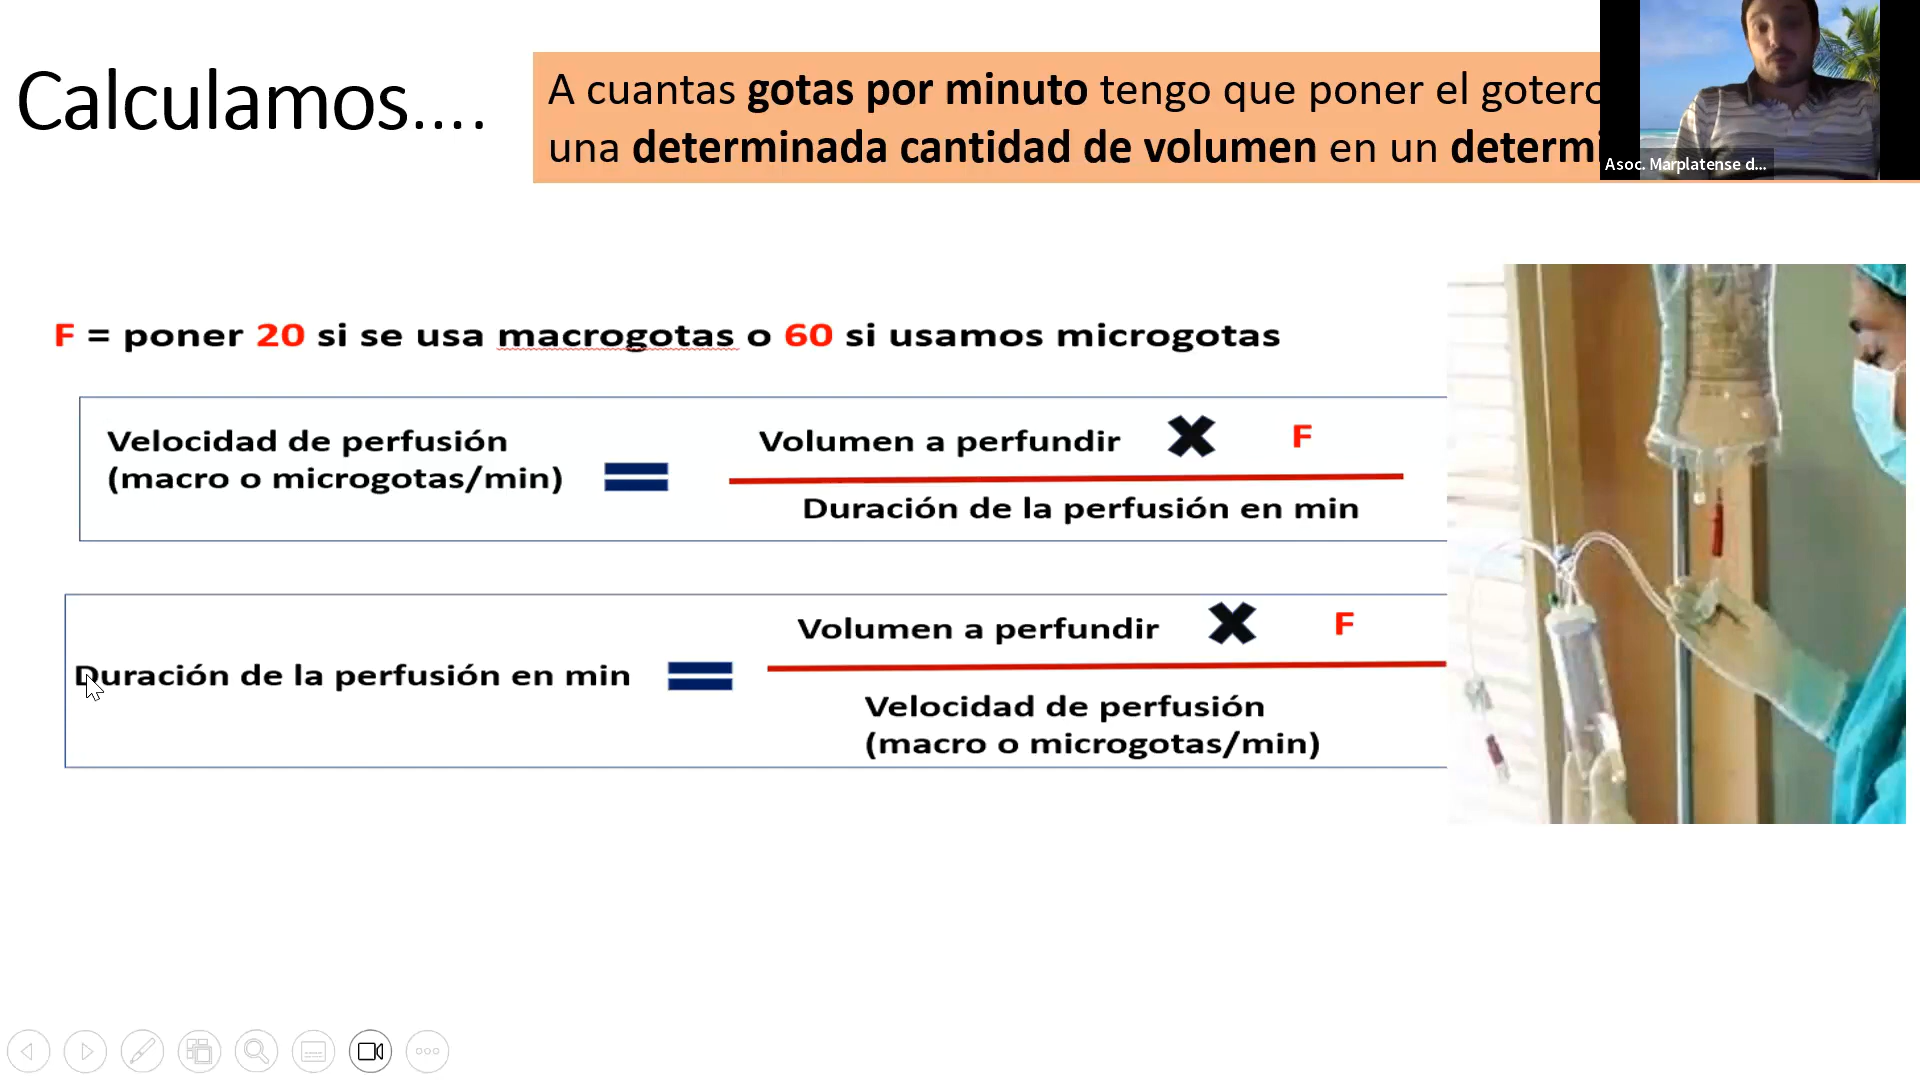 Calculamos....
A cuantas gotas por minuto tengo que poner el gotero
una determinada cantidad de volumen en un
Asoc. Marplatense d...
F = poner 20 si se usa macrogotas o 60 si usamos microgotas
Velocidad de perfusión
(macro o microgotas/min)
Volumen a perfundir
F
Duración de la perfusión en min
Duración de la perfusión en min
Volumen a perfundir
F
Velocidad de perfusión
(macro o microgotas/min)